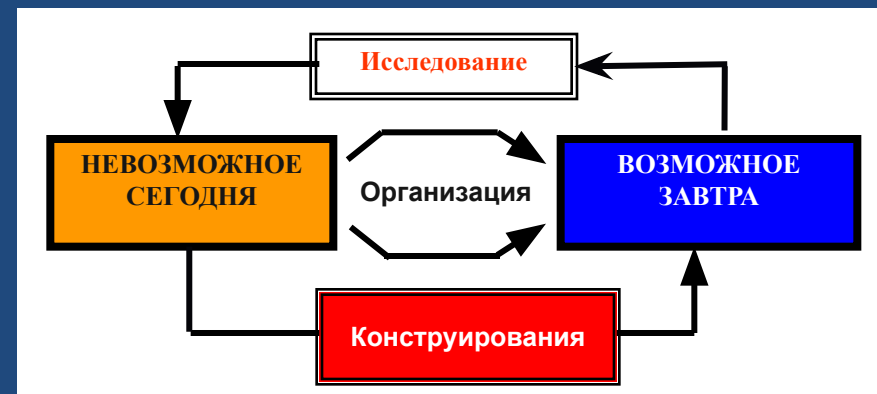 Исследование
НЕВОЗМОЖНОЕ
СЕГОДНЯ
Организация
ВОЗМОЖНОЕ
ЗАВТРА
Конструирования